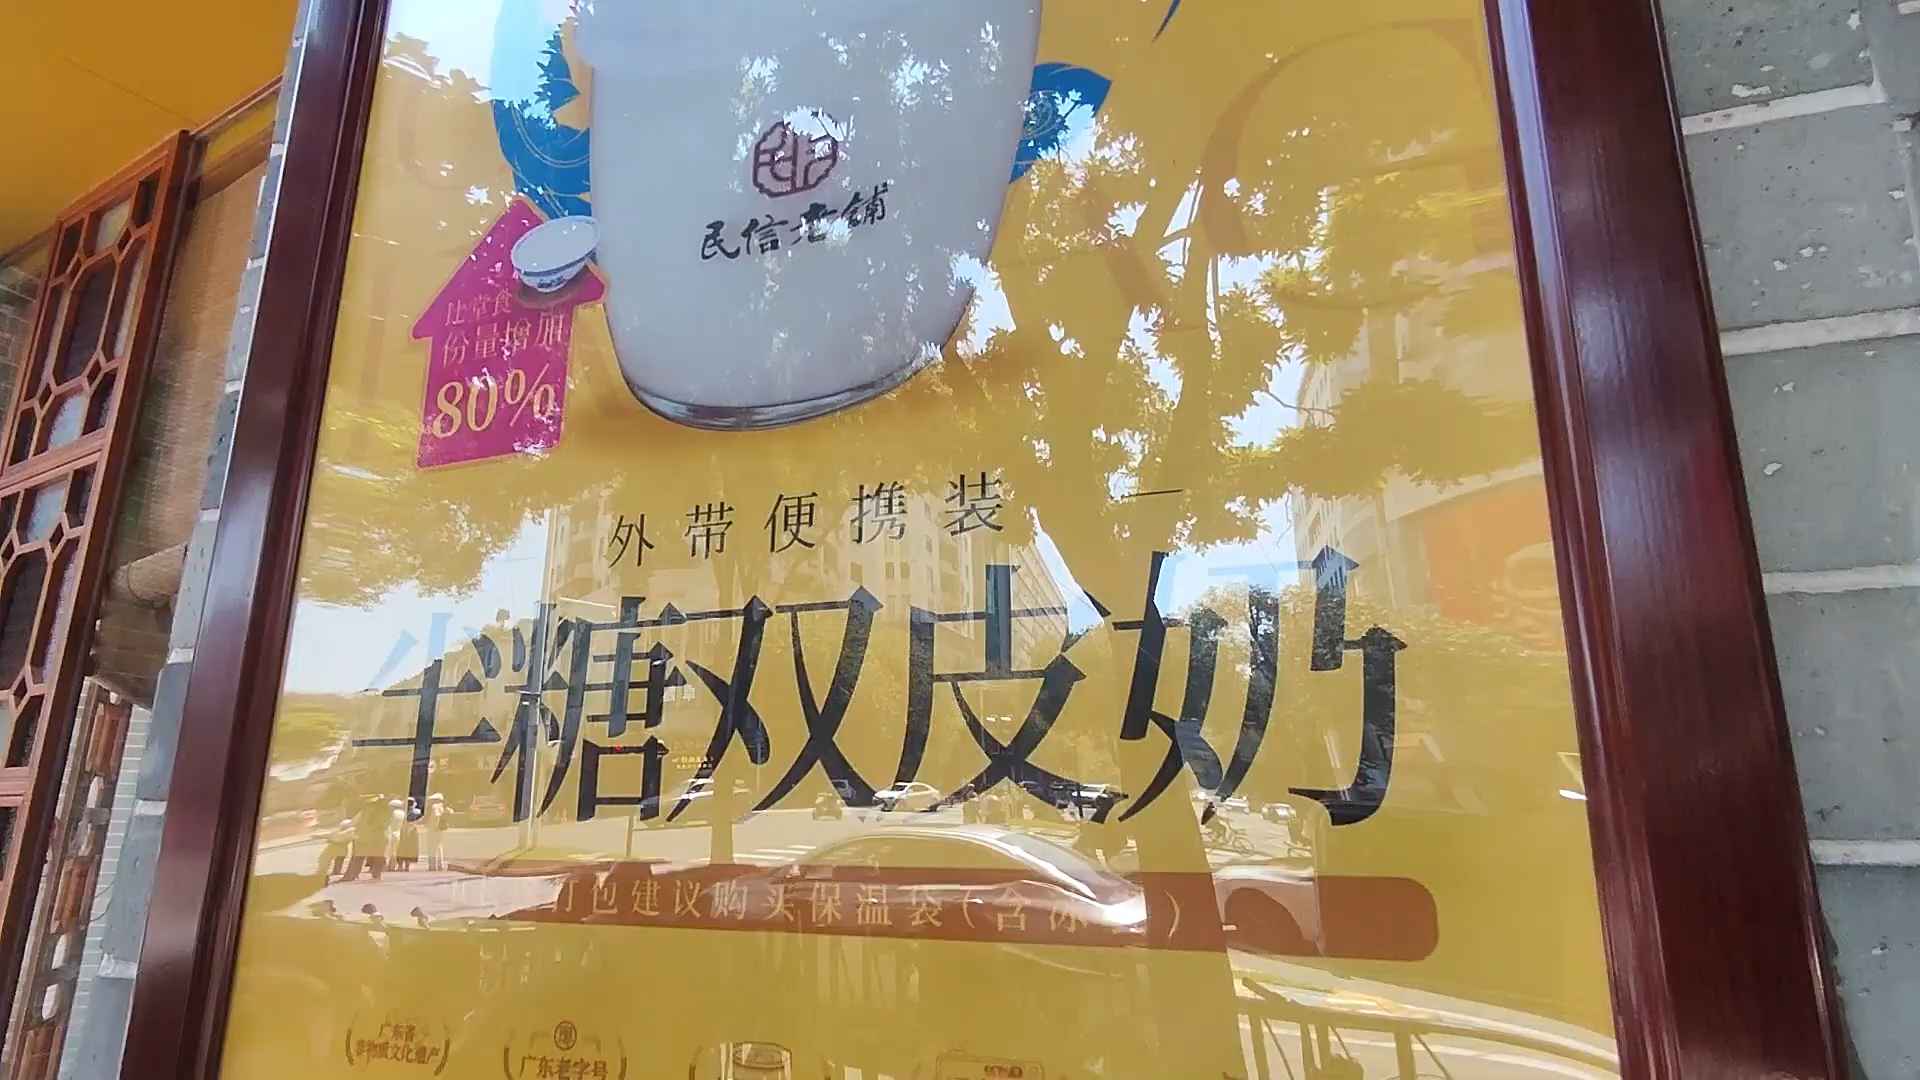 民信老铺
比堂食
份量增加
80%
外带便携装
半糖双皮奶
打包建议购买保温袋(含冰
广东省
非物质文化遗产
广东老字号